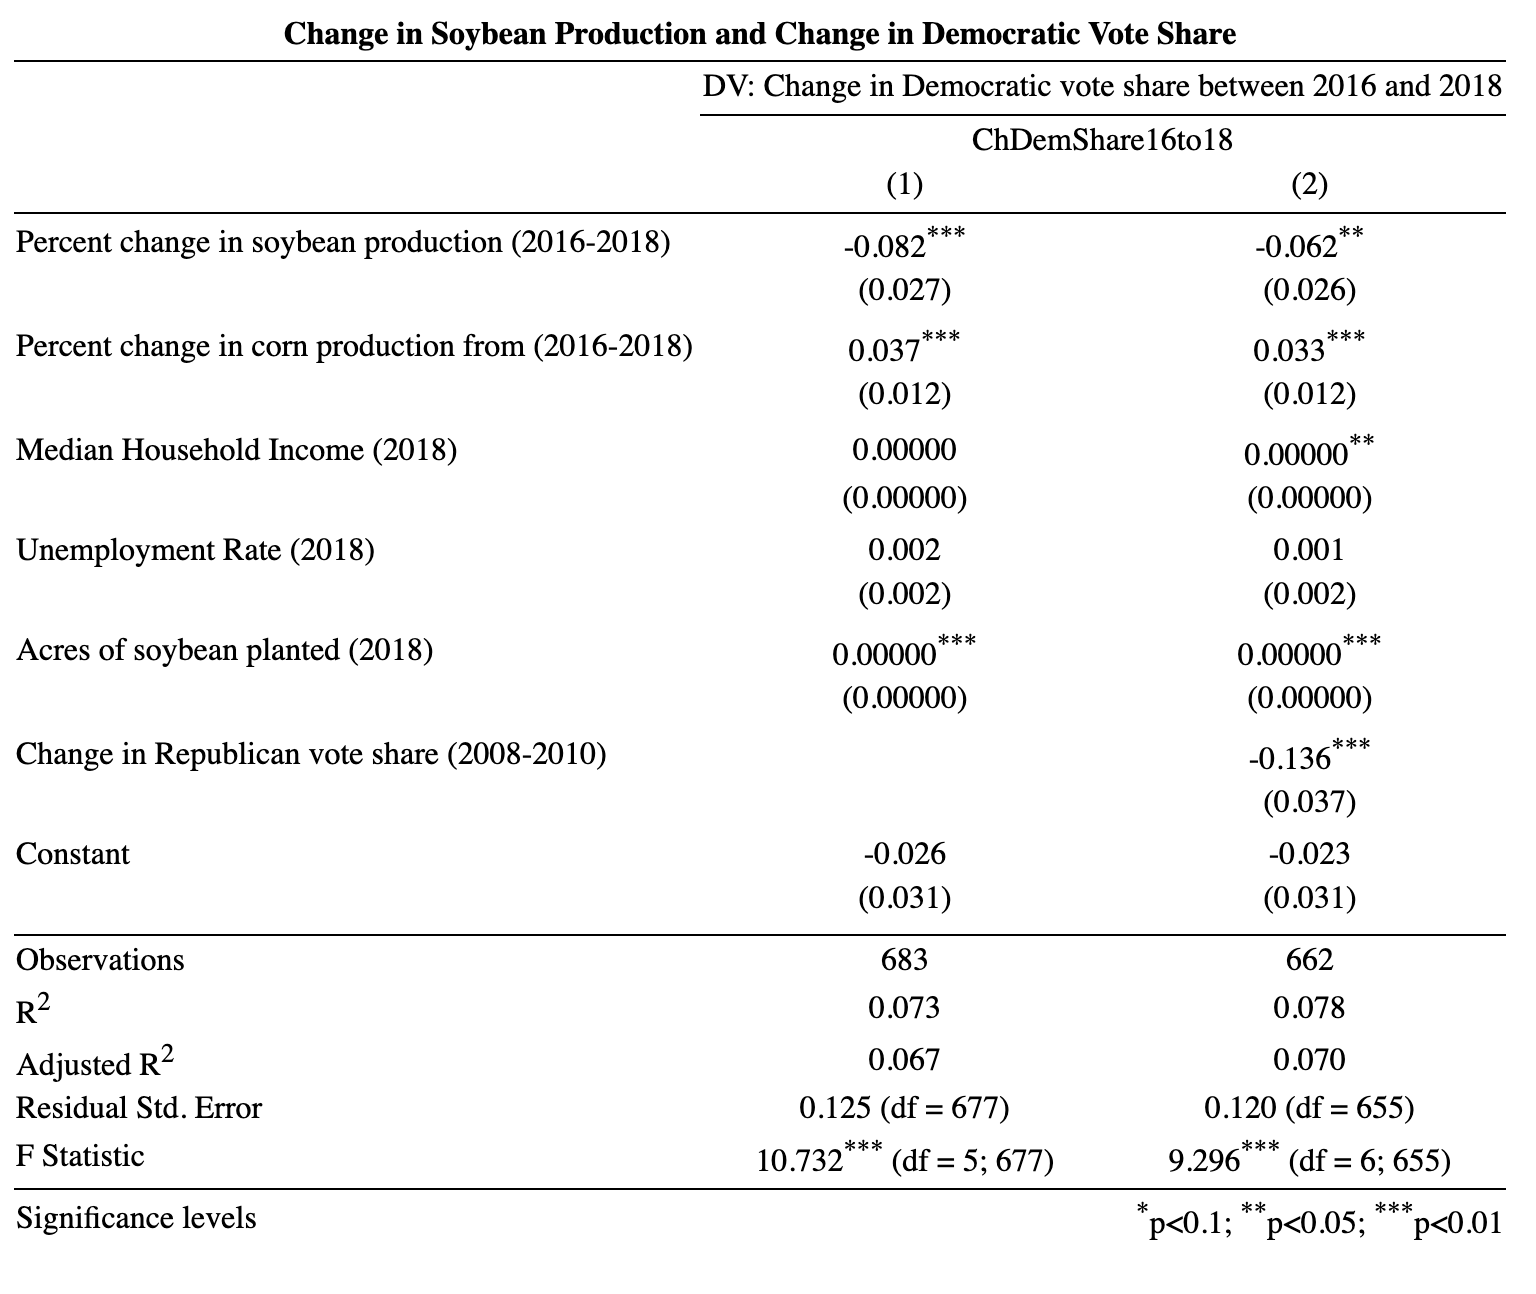 Change in Soybean Production and Change in Democratic Vote Share
DV: Change in Democratic vote share between 2016 and 2018
ChDemShare16to18
(1) (2)
Percent change in soybean production (2016-2018) -0.082*** -0.062**
(0.027) (0.026)
Percent change in corn production from (2016-2018) 0.037*** 0.033***
(0.012) (0.012)
Median Household Income (2018) 0.00000 0.00000**
(0.00000) (0.00000)
Unemployment Rate (2018) 0.002 0.001
(0.002) (0.002)
Acres of soybean planted (2018) 0.00000*** 0.00000***
(0.00000) (0.00000)
Change in Republican vote share (2008-2010) -0.136***
(0.037)
Constant -0.026 -0.023
(0.031) (0.031)
Observations 683 662
R2 0.073 0.078
Adjusted R2 0.067 0.070
Residual Std. Error 0.125 (df = 677) 0.120 (df = 655)
F Statistic 10.732*** (df = 5; 677) 9.296*** (df = 6; 655)
Significance levels *p<0.1; **p<0.05; ***p<0.01